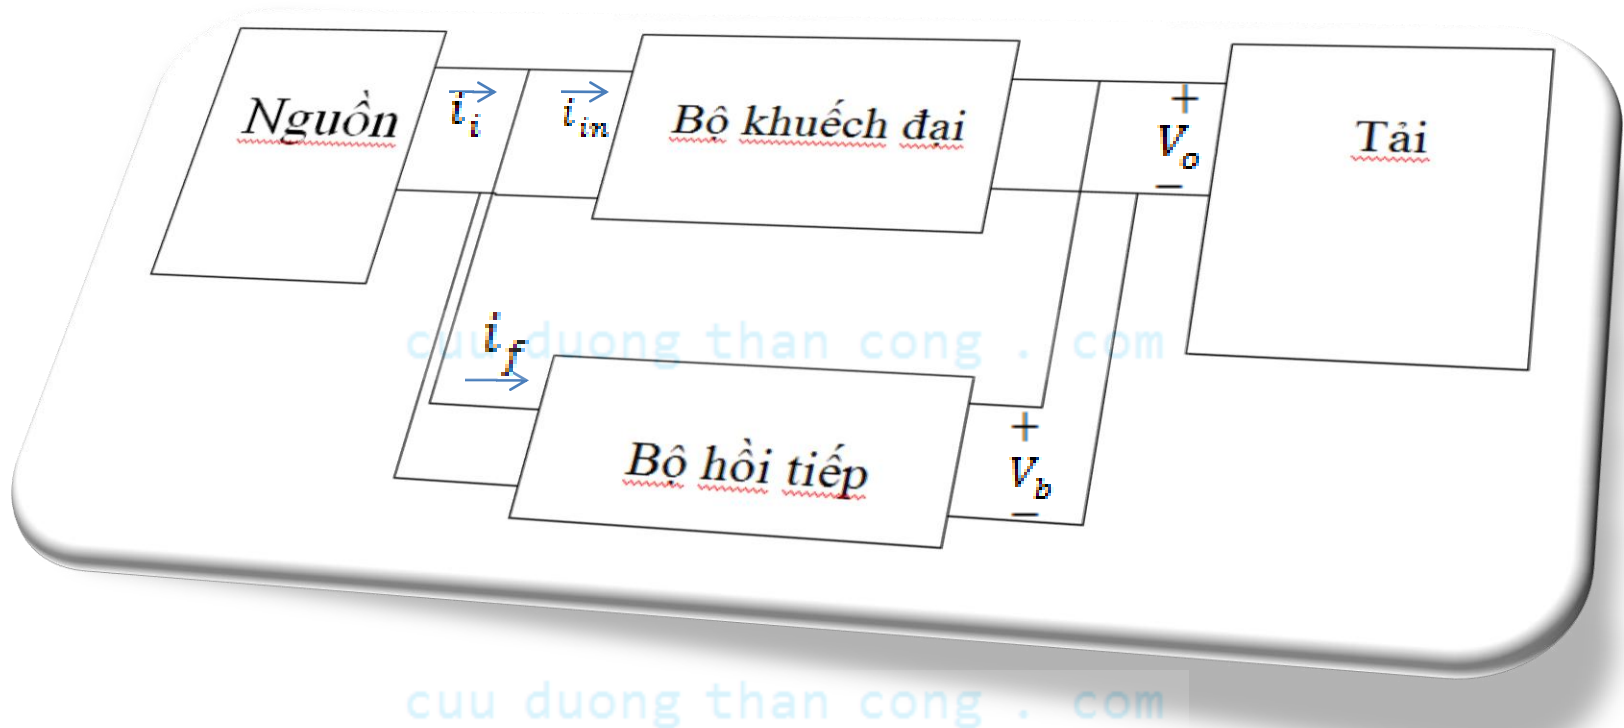 Nguồn
i_i
i_in
Bộ khuếch đại
+
V_o
−
Tải
cuu duong than cong . com
i_f
Bộ hồi tiếp
+
V_b
−
cuu duong than cong . com